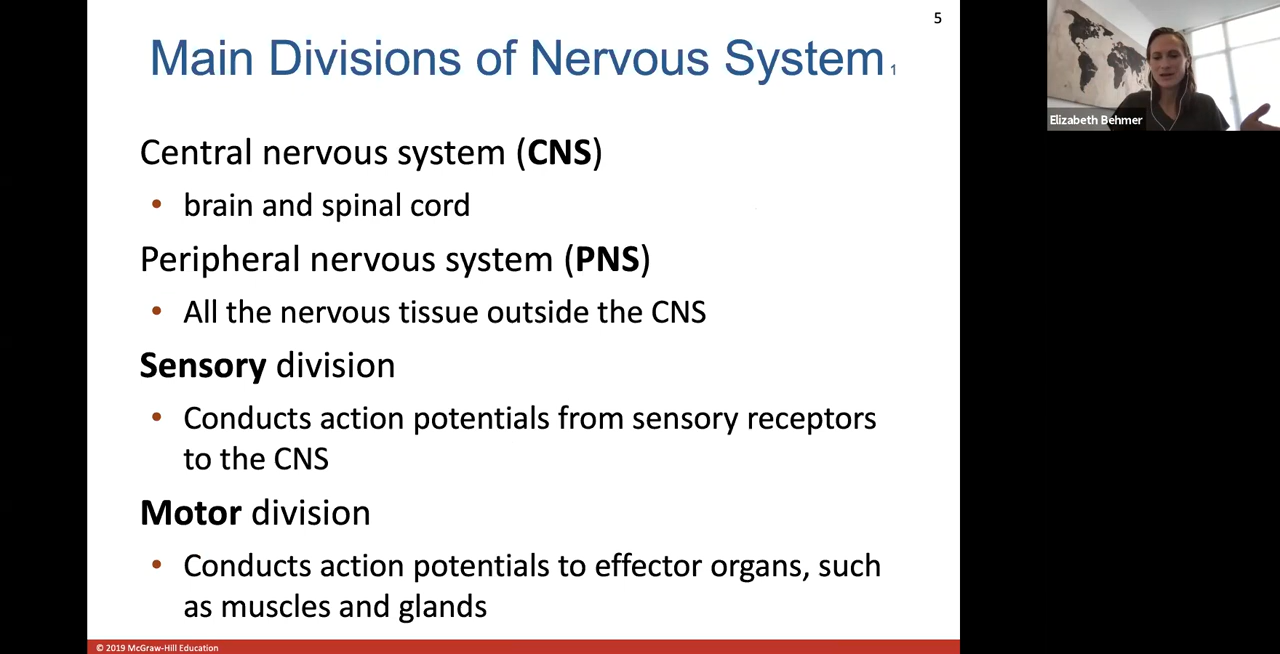 5
Main Divisions of Nervous System 1
Elizabeth Behmer
Central nervous system (CNS)
• brain and spinal cord
Peripheral nervous system (PNS)
• All the nervous tissue outside the CNS
Sensory division
• Conducts action potentials from sensory receptors
to the CNS
Motor division
• Conducts action potentials to effector organs, such
as muscles and glands
© 2019 McGraw-Hill Education